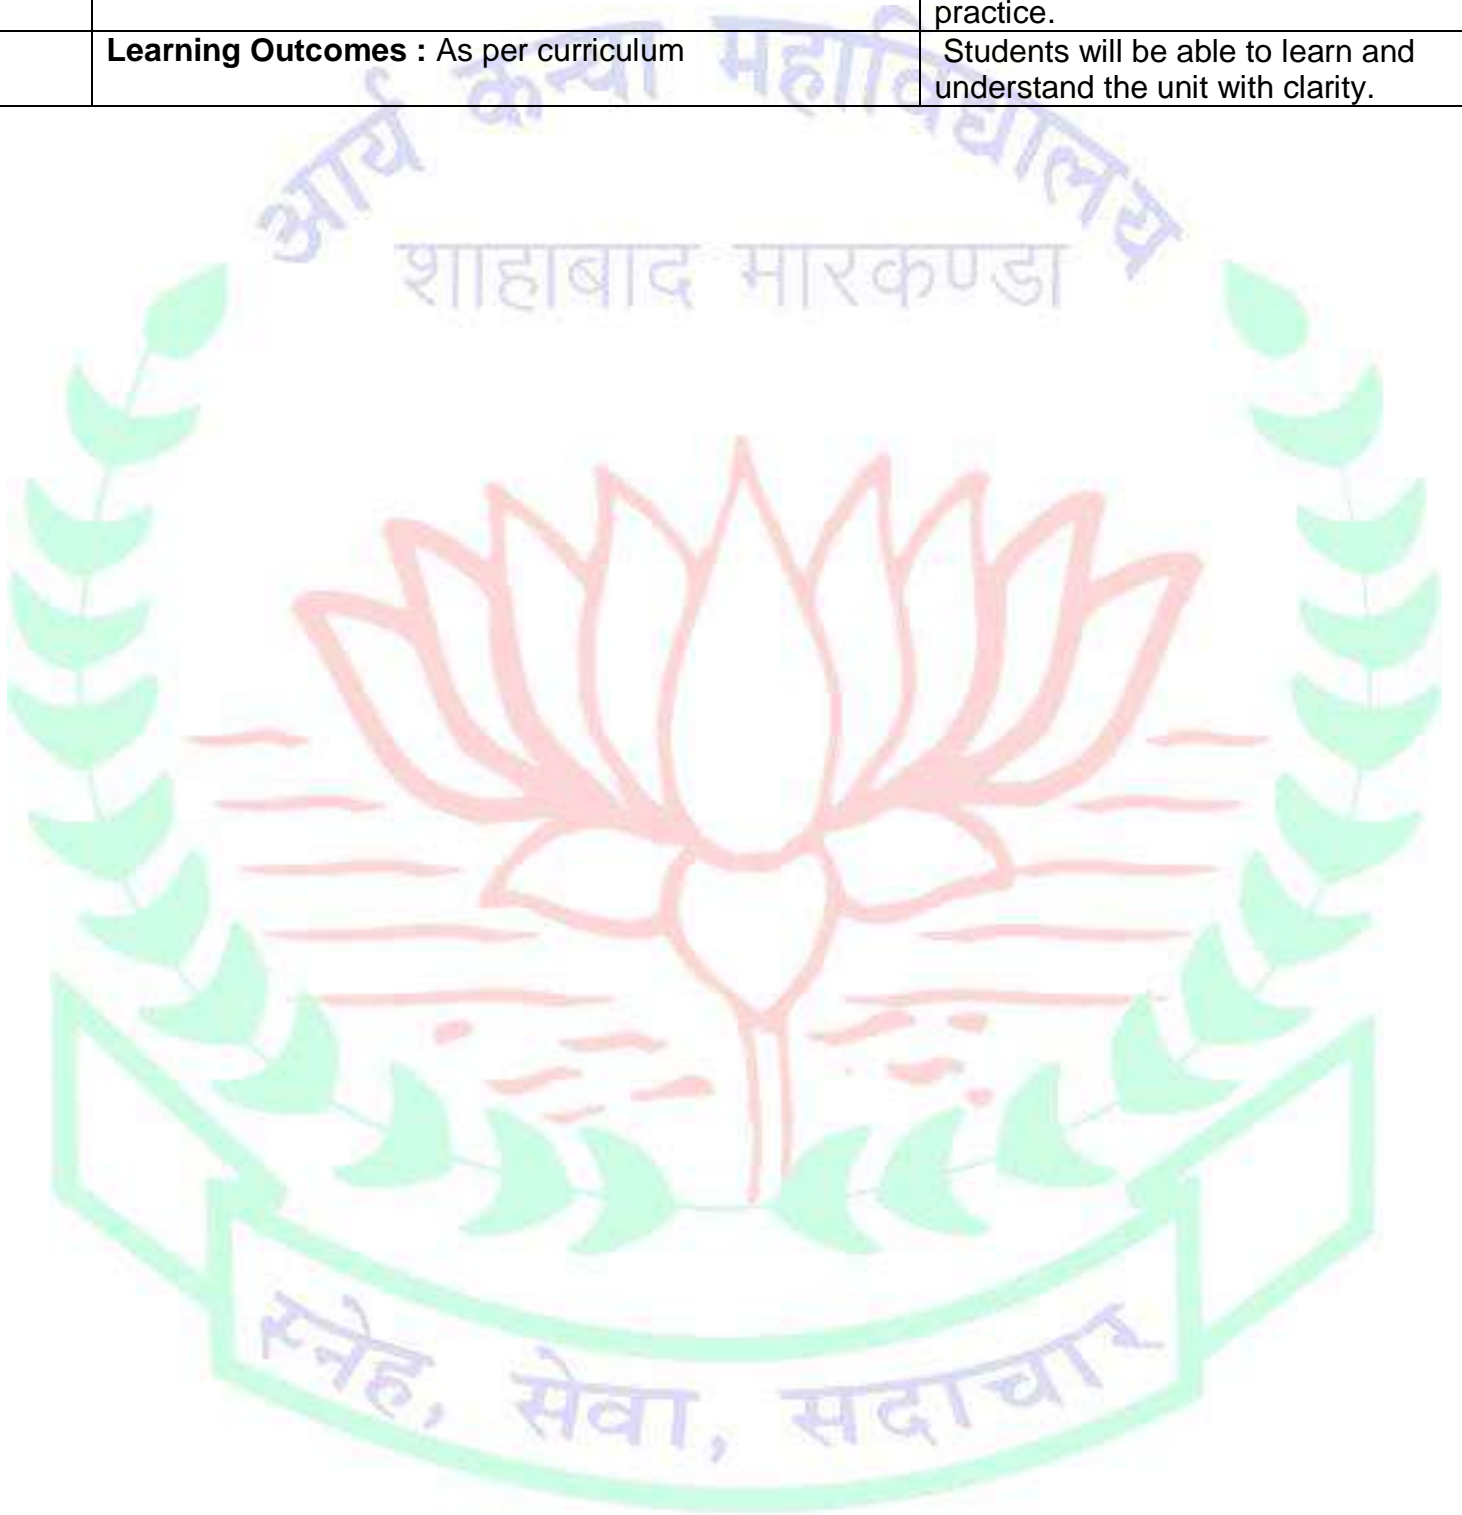 practice.
Learning Outcomes : As per curriculum
Students will be able to learn and
understand the unit with clarity.
आर्य कन्या महाविद्यालय
शाहाबाद मारकण्डा
स्नेह, सेवा, सदाचार